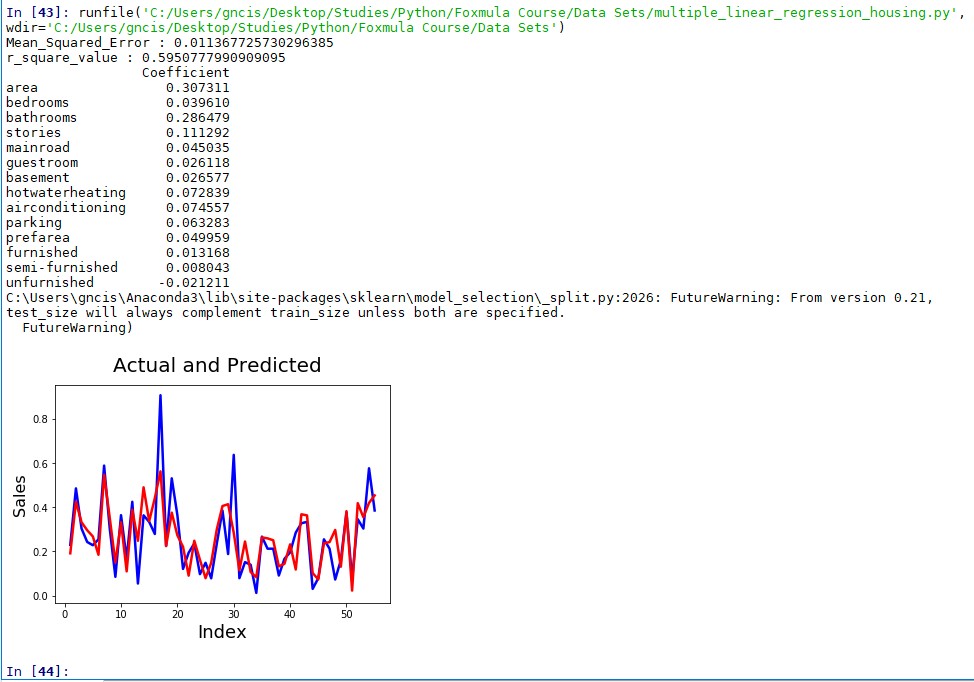 In [43]: runfile('C:/Users/gncis/Desktop/Studies/Python/Foxmula Course/Data Sets/multiple_linear_regression_housing.py',
wdir='C:/Users/gncis/Desktop/Studies/Python/Foxmula Course/Data Sets')
Mean_Squared_Error : 0.011367725730296385
r_square_value : 0.5950777990909095
Coefficient
area 0.307311
bedrooms 0.039610
bathrooms 0.286479
stories 0.111292
mainroad 0.045035
guestroom 0.026118
basement 0.026577
hotwaterheating 0.072839
airconditioning 0.074557
parking 0.063283
prefarea 0.049959
furnished 0.013168
semi-furnished 0.008043
unfurnished -0.021211
C:\Users\gncis\Anaconda3\lib\site-packages\sklearn\model_selection\_split.py:2026: FutureWarning: From version 0.21,
test_size will always complement train_size unless both are specified.
FutureWarning)
Actual and Predicted
0.8
0.6
Sales
0.4
0.2
0.0
0 10 20 30 40 50
Index
In [44]: